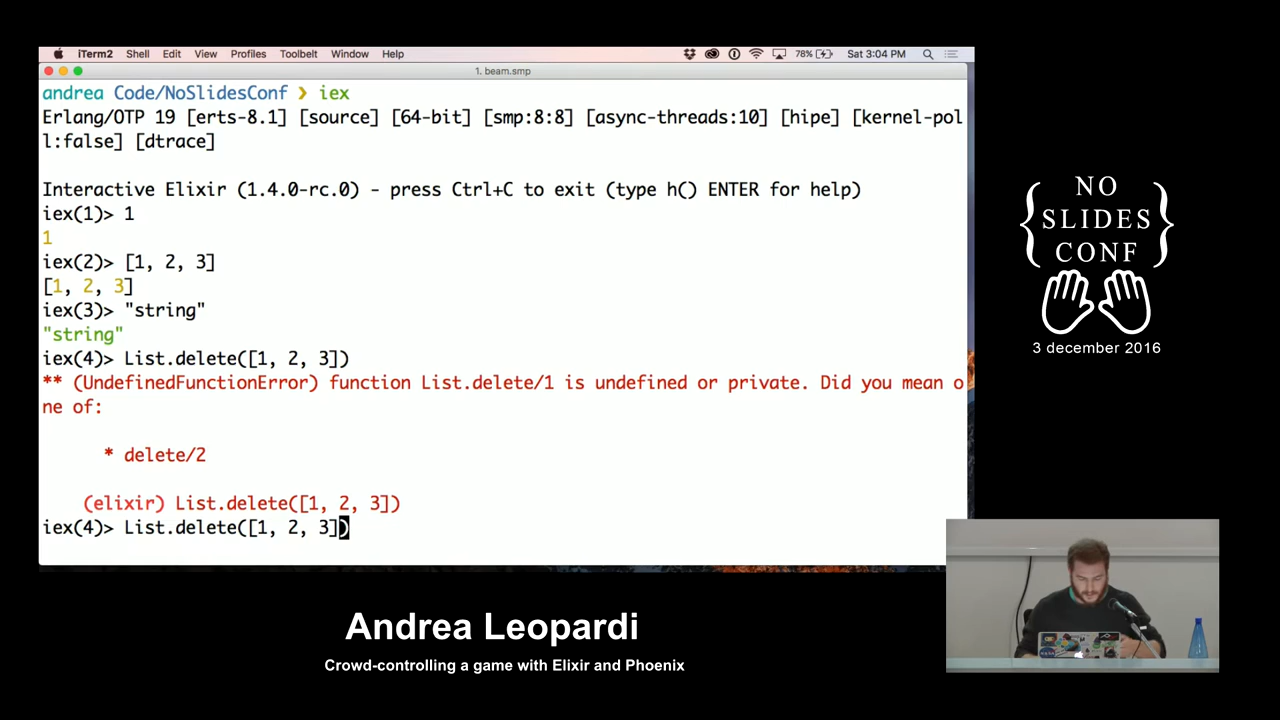 iTerm2 Shell Edit View Profiles Toolbelt Window Help 78% Sat 3:04 PM
1. beam.smp
andrea Code/NoSlidesConf ❯ iex
Erlang/OTP 19 [erts-8.1] [source] [64-bit] [smp:8:8] [async-threads:10] [hipe] [kernel-pol
l:false] [dtrace]
Interactive Elixir (1.4.0-rc.0) - press Ctrl+C to exit (type h() ENTER for help)
iex(1)> 1
1
iex(2)> [1, 2, 3]
[1, 2, 3]
iex(3)> "string"
"string"
iex(4)> List.delete([1, 2, 3])
** (UndefinedFunctionError) function List.delete/1 is undefined or private. Did you mean o
ne of:
* delete/2
(elixir) List.delete([1, 2, 3])
iex(4)> List.delete([1, 2, 3])
NO
SLIDES
CONF
3 december 2016
Andrea Leopardi
Crowd-controlling a game with Elixir and Phoenix